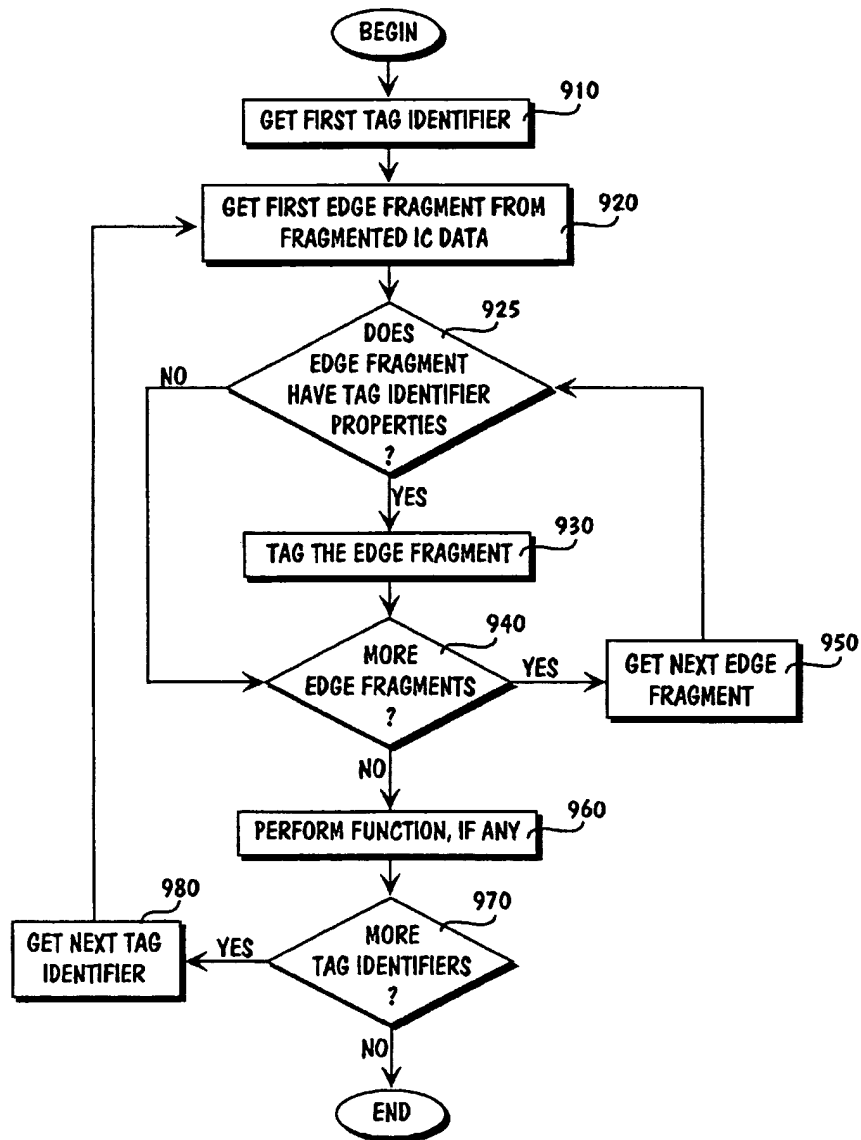 BEGIN
910
GET FIRST TAG IDENTIFIER
GET FIRST EDGE FRAGMENT FROM
FRAGMENTED IC DATA
920
925
DOES
EDGE FRAGMENT
HAVE TAG IDENTIFIER
PROPERTIES
?
NO
YES
930
TAG THE EDGE FRAGMENT
940
MORE
EDGE FRAGMENTS
?
YES
950
GET NEXT EDGE
FRAGMENT
NO
960
PERFORM FUNCTION, IF ANY
970
MORE
TAG IDENTIFIERS
?
YES
980
GET NEXT TAG
IDENTIFIER
NO
END